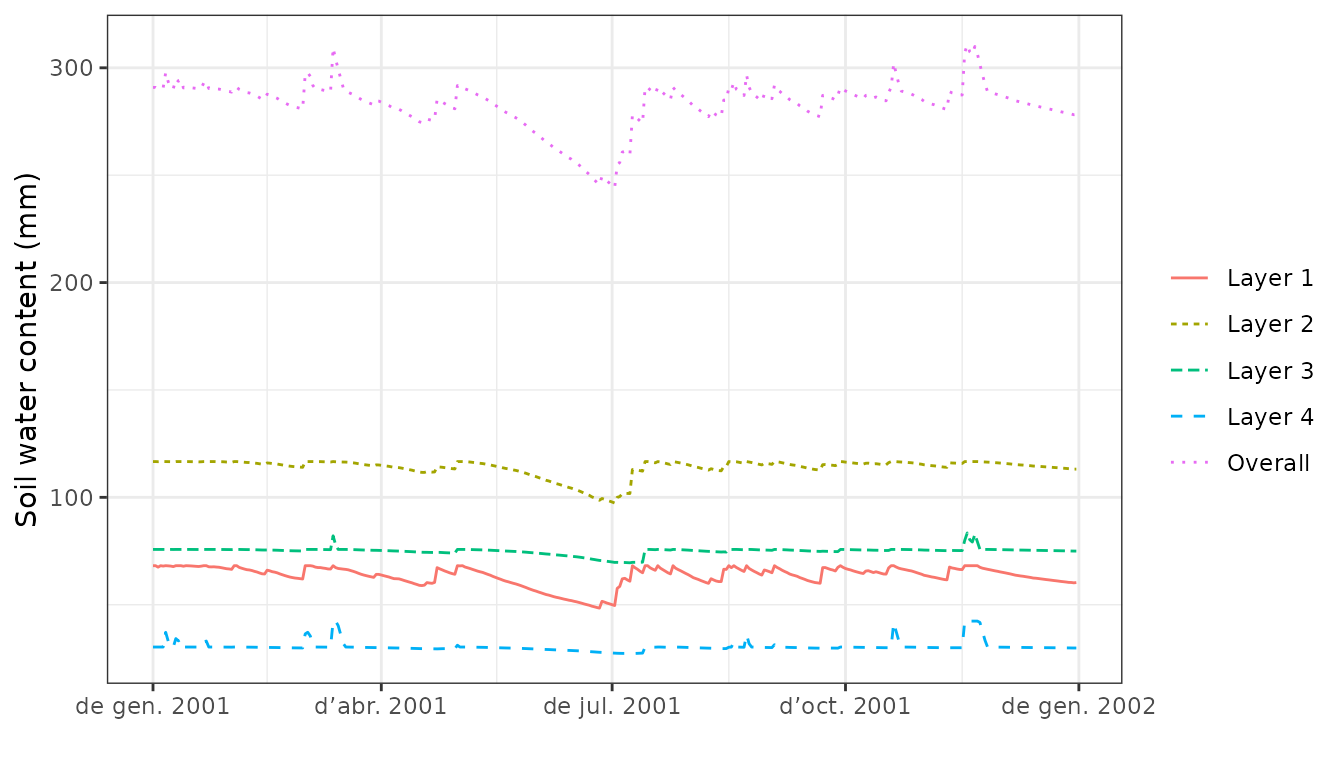 Soil water content (mm)
300
200
100
de gen. 2001
d’abr. 2001
de jul. 2001
d’oct. 2001
de gen. 2002
Layer 1
Layer 2
Layer 3
Layer 4
Overall